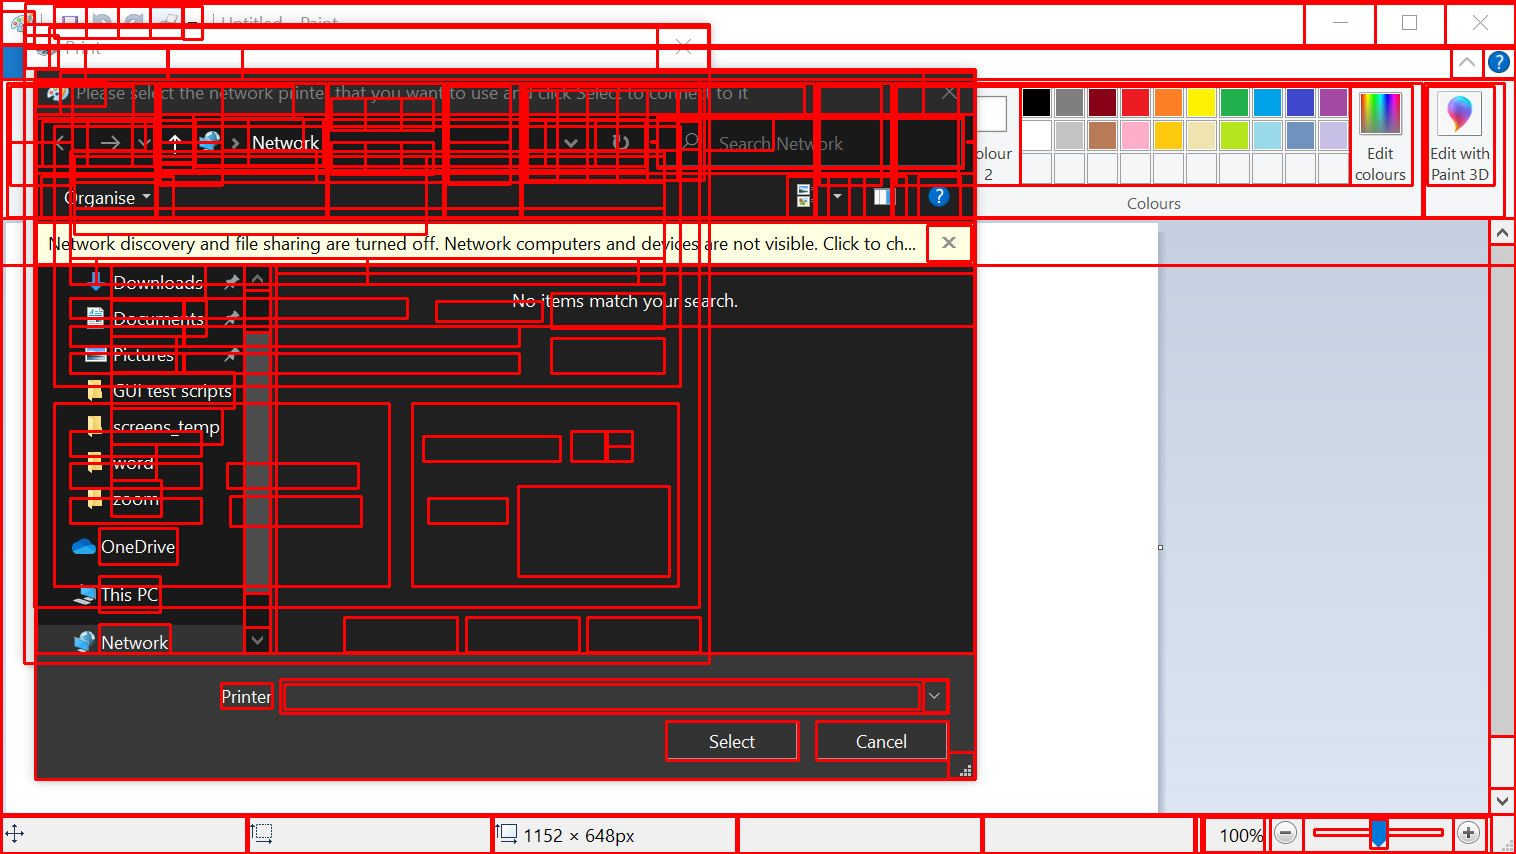 Untitled - Paint
Print
Please select the network printer that you want to use and click Select to connect to it
Network
Search Network
Organise
Network discovery and file sharing are turned off. Network computers and devices are not visible. Click to ch...
No items match your search.
Downloads
Documents
Pictures
GUI test scripts
screens_temp
word
zoom
OneDrive
This PC
Network
Printer
Select
Cancel
olour
2
Edit
colours
Edit with
Paint 3D
Colours
1152 × 648px
100%